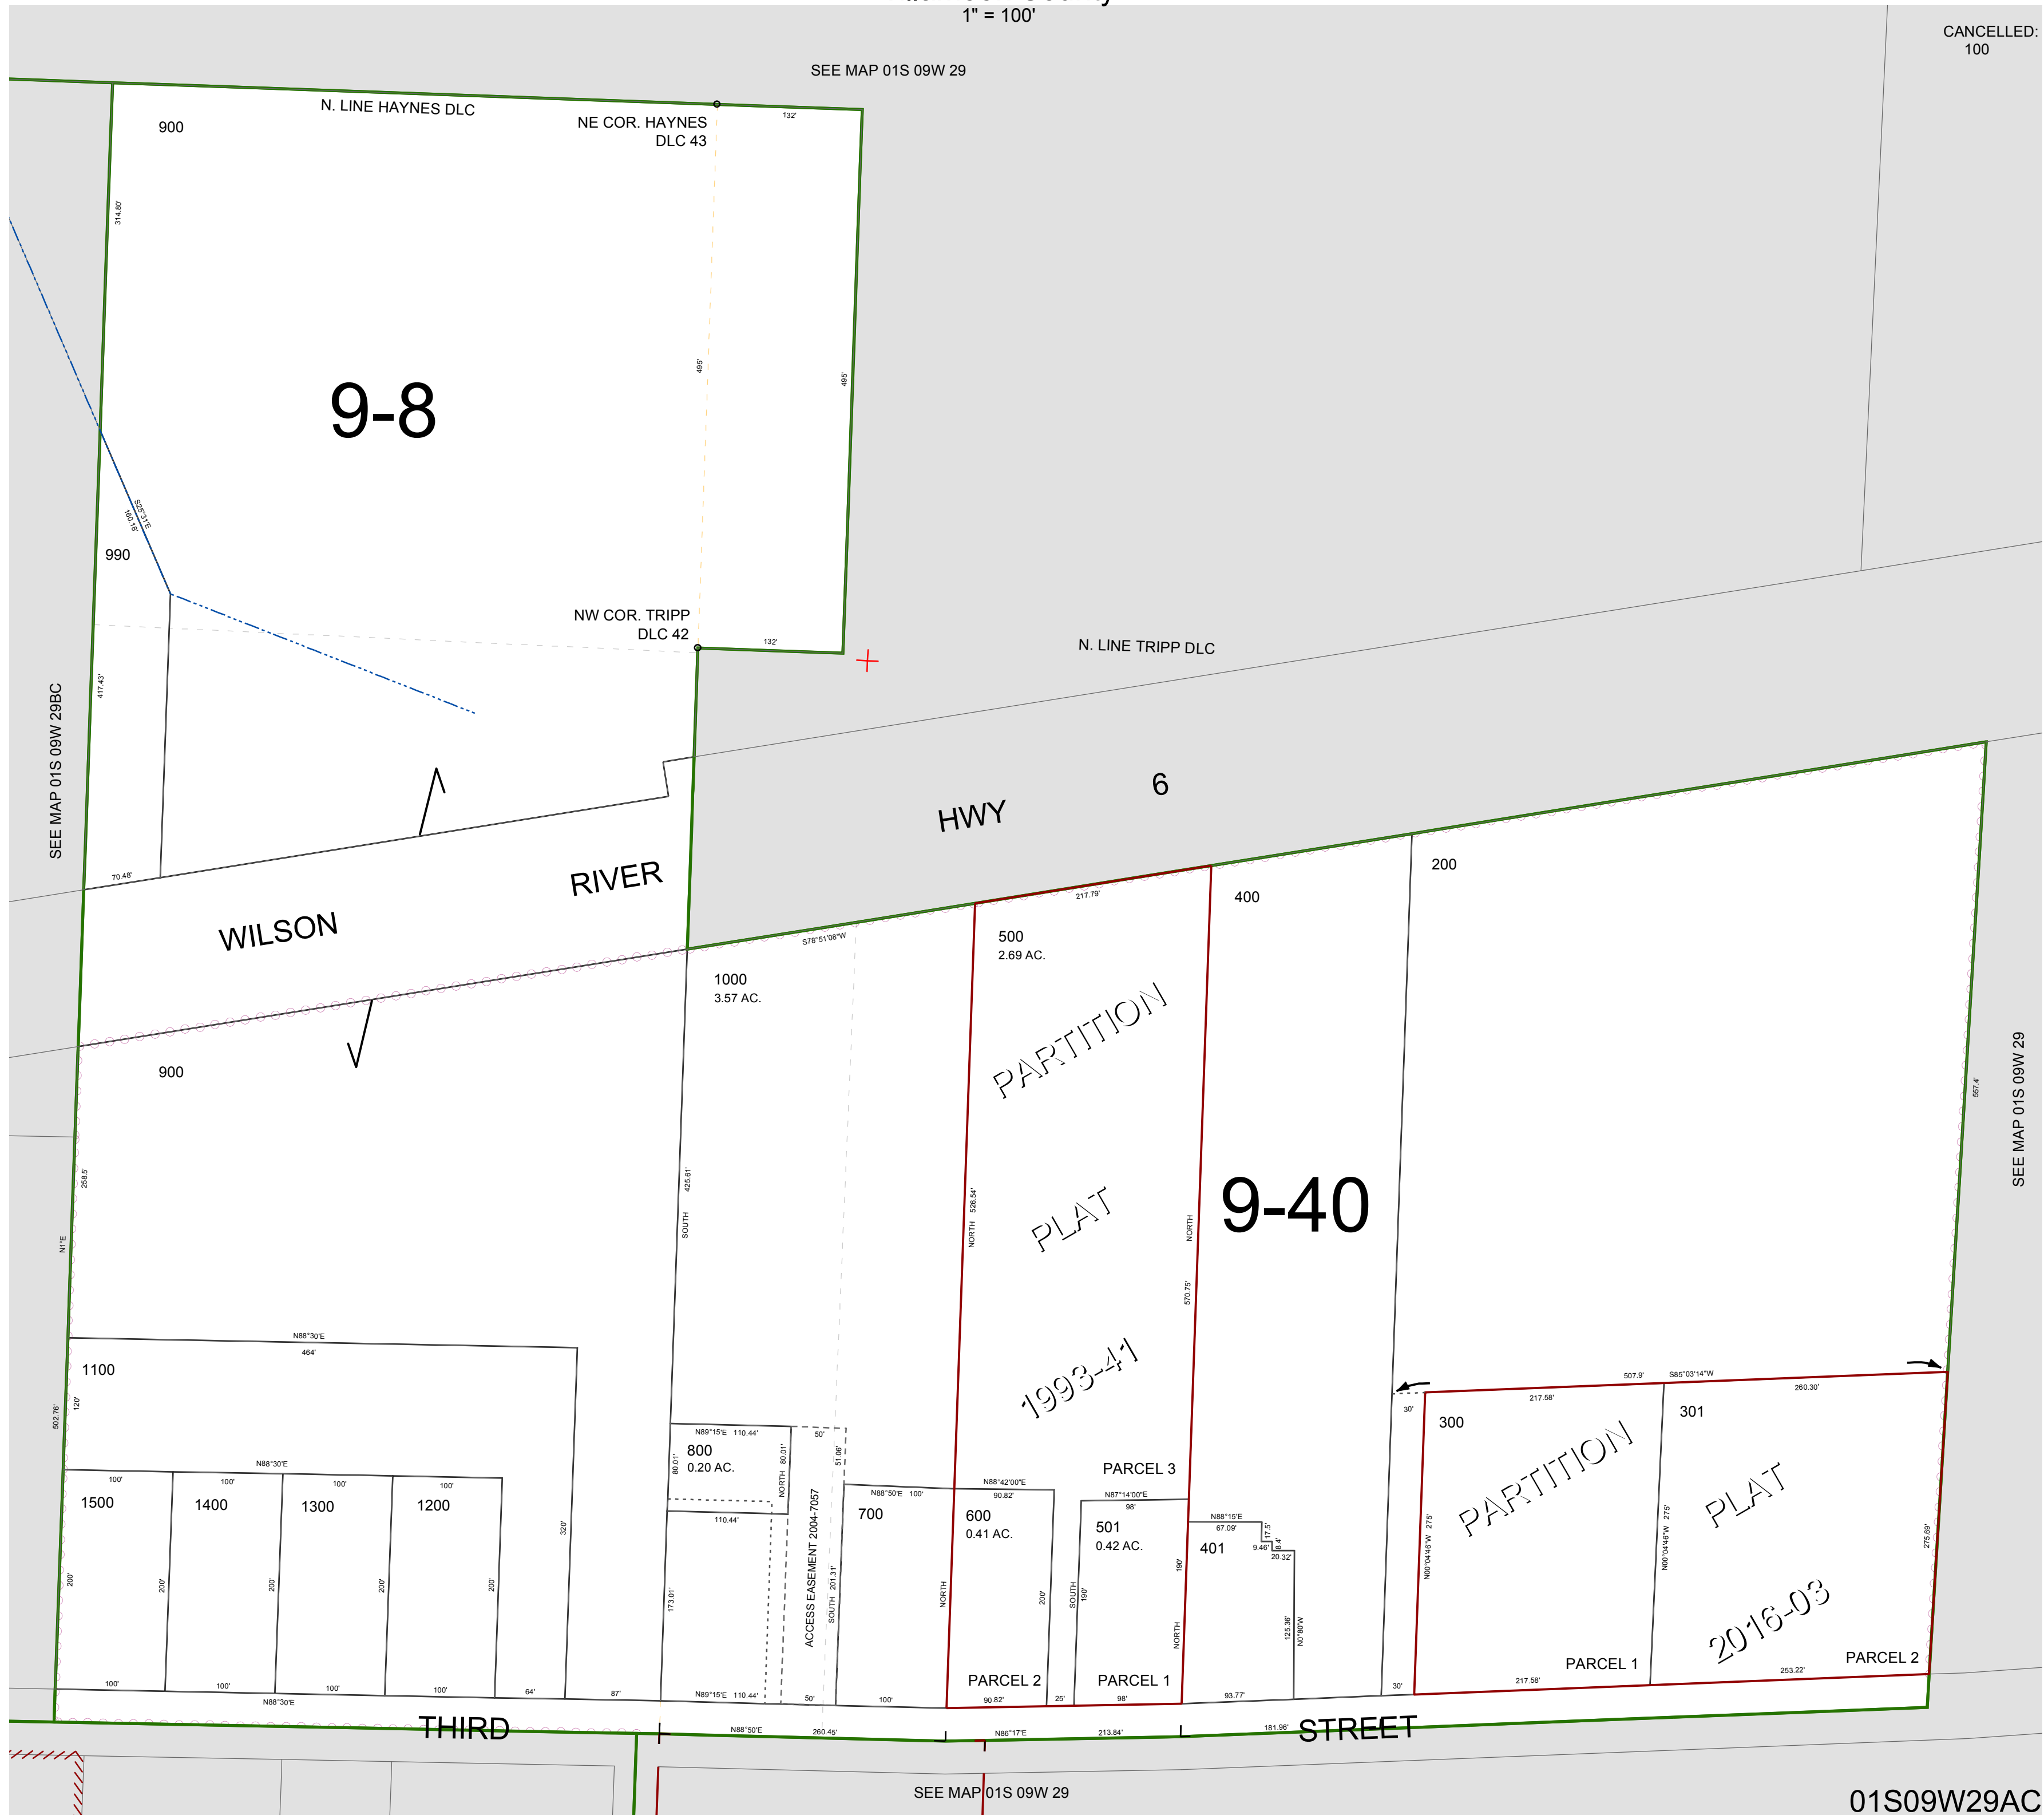 1" = 100'
CANCELLED:
100
SEE MAP 01S 09W 29
N. LINE HAYNES DLC
900
NE COR. HAYNES
DLC 43
132'
314.80'
495'
495'
9-8
S25°31'E
160.18'
990
NW COR. TRIPP
DLC 42
132'
N. LINE TRIPP DLC
417.43'
SEE MAP 01S 09W 29BC
HWY
6
70.48'
RIVER
WILSON
200
400
217.79'
S78°51'08"W
500
2.69 AC.
1000
3.57 AC.
PARTITION
PLAT
1993-41
900
258.5'
N1°E
SOUTH 425.61'
NORTH 526.54'
NORTH
570.75'
9-40
557.4'
SEE MAP 01S 09W 29
N88°30'E
464'
1100
120'
502.76'
507.9'
S85°03'14"W
217.58'
260.30'
30'
300
301
PARTITION
PLAT
2016-03
N89°15'E 110.44'
50'
800
0.20 AC.
80.01'
NORTH 80.01'
51.06'
110.44'
PARCEL 3
N88°30'E
100'
100'
100'
100'
1500
1400
1300
1200
200'
200'
200'
200'
200'
320'
173.01'
ACCESS EASEMENT 2004-7057
SOUTH 201.31'
N88°50'E 100'
700
N88°42'00"E
90.82'
600
0.41 AC.
NORTH
200'
N87°14'00"E
98'
501
0.42 AC.
SOUTH
190'
190'
NORTH
N88°15'E
67.09'
401
17.5'
9.46'
8.4'
20.32'
125.36'
N0°80'W
N00°04'46"W 275'
N00°04'46"W 275'
275.69'
PARCEL 2
PARCEL 1
PARCEL 1
PARCEL 2
100'
100'
100'
100'
64'
87'
N89°15'E 110.44'
50'
100'
90.82'
25'
98'
93.77'
30'
217.58'
253.22'
N88°30'E
THIRD
N88°50'E
260.45'
N86°17'E
213.84'
181.96'
STREET
SEE MAP 01S 09W 29
01S09W29AC